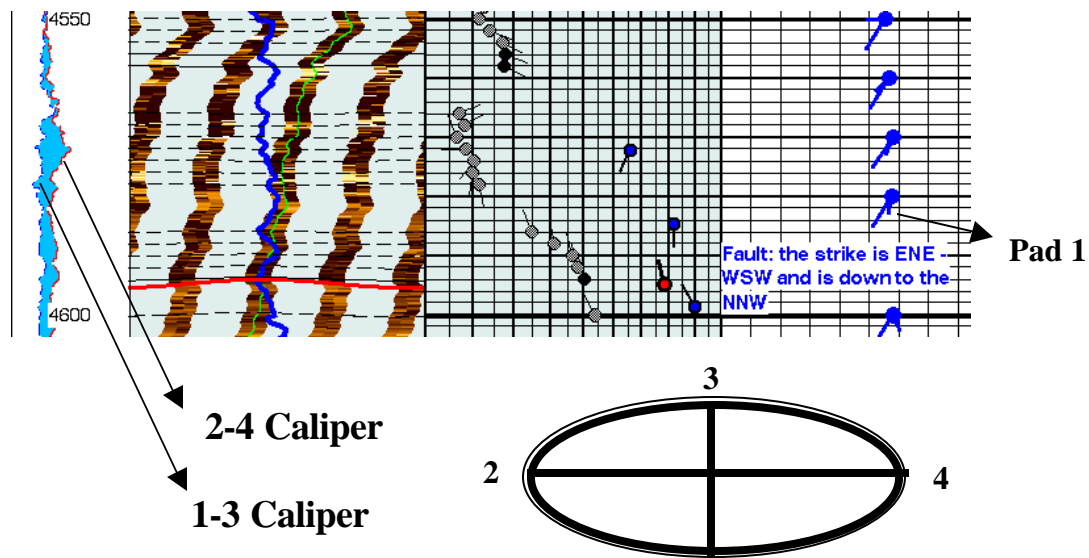 4550
Pad 1
Fault: the strike is ENE -
WSW and is down to the
NNW
4600
2-4 Caliper
1-3 Caliper
3
2
4